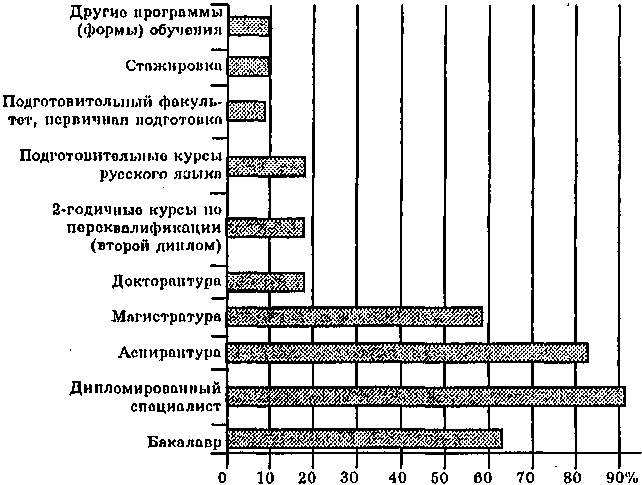 Другие программы
(формы) обучения
Стажировка
Подготовительный факуль-
тет, первичная подготовка
Подготовительные курсы
русского языка
2-годичные курсы по
переквалификации
(второй диплом)
Докторантура
Магистратура
Аспирантура
Дипломированный
специалист
Бакалавр
0 10 20 30 40 50 60 70 80 90%